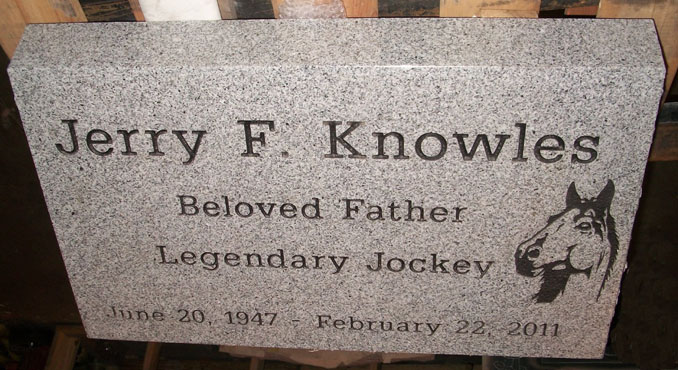 Jerry F. Knowles
Beloved Father
Legendary Jockey
June 20, 1947 - February 22, 2011